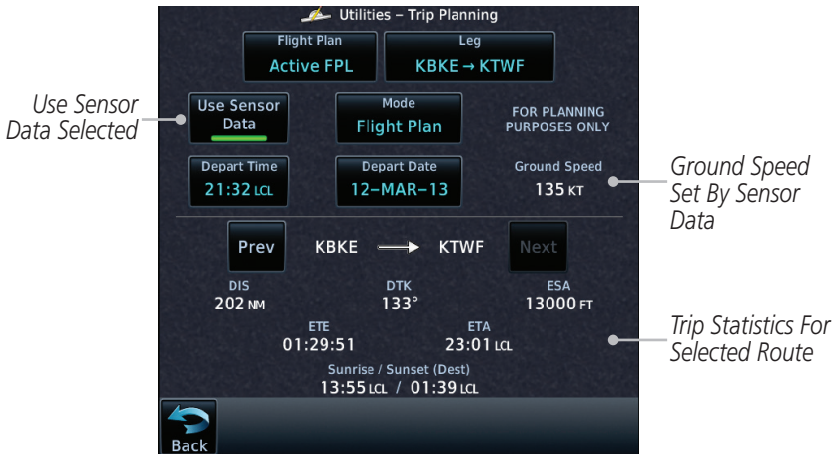 Utilities – Trip Planning
Flight Plan
Active FPL
Leg
KBKE → KTWF
Use Sensor
Data Selected
Use Sensor
Data
Mode
Flight Plan
FOR PLANNING
PURPOSES ONLY
Depart Time
21:32 LCL
Depart Date
12–MAR–13
Ground Speed
135 KT
Ground Speed
Set By Sensor
Data
Prev
KBKE → KTWF
Next
DIS
202 NM
DTK
133°
ESA
13000 FT
ETE
01:29:51
ETA
23:01 LCL
Trip Statistics For
Selected Route
Sunrise / Sunset (Dest)
13:55 LCL / 01:39 LCL
Back